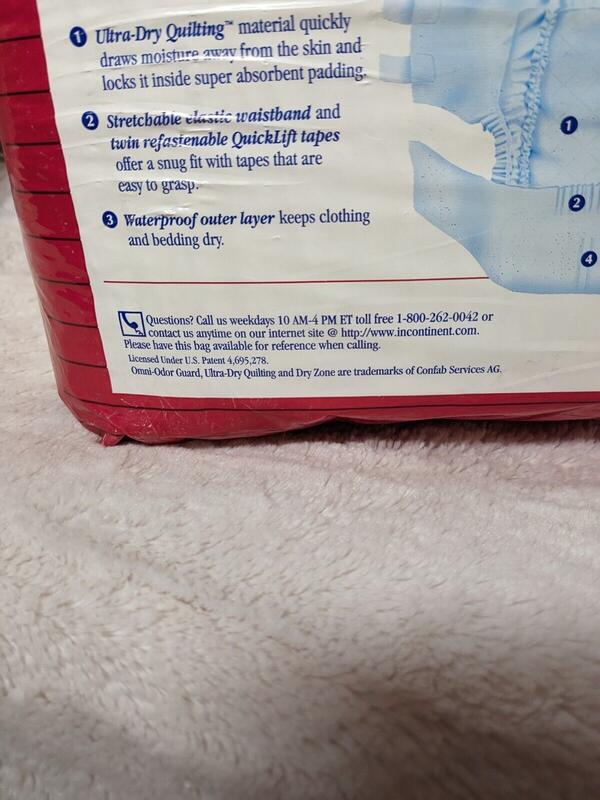 1 Ultra-Dry Quilting™ material quickly
draws moisture away from the skin and
locks it inside super absorbent padding.
2 Stretchable elastic waistband and
twin refastenable QuickLift tapes
offer a snug fit with tapes that are
easy to grasp.
3 Waterproof outer layer keeps clothing
and bedding dry.
1
2
4
Questions? Call us weekdays 10 AM-4 PM ET toll free 1-800-262-0042 or
contact us anytime on our internet site @ http://www.incontinent.com.
Please have this bag available for reference when calling.
Licensed Under U.S. Patent 4,695,278.
Omni-Odor Guard, Ultra-Dry Quilting and Dry Zone are trademarks of Confab Services AG.